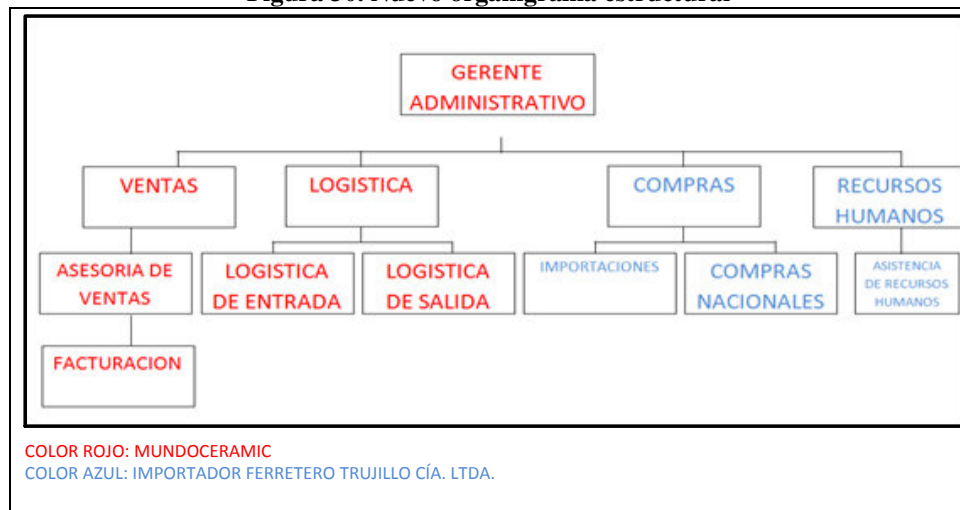 GERENTE
ADMINISTRATIVO
VENTAS
LOGISTICA
COMPRAS
RECURSOS
HUMANOS
ASESORIA DE
VENTAS
LOGISTICA
DE ENTRADA
LOGISTICA
DE SALIDA
IMPORTACIONES
COMPRAS
NACIONALES
ASISTENCIA
DE RECURSOS
HUMANOS
FACTURACION
COLOR ROJO: MUNDOCERAMIC
COLOR AZUL: IMPORTADOR FERRETERO TRUJILLO CÍA. LTDA.